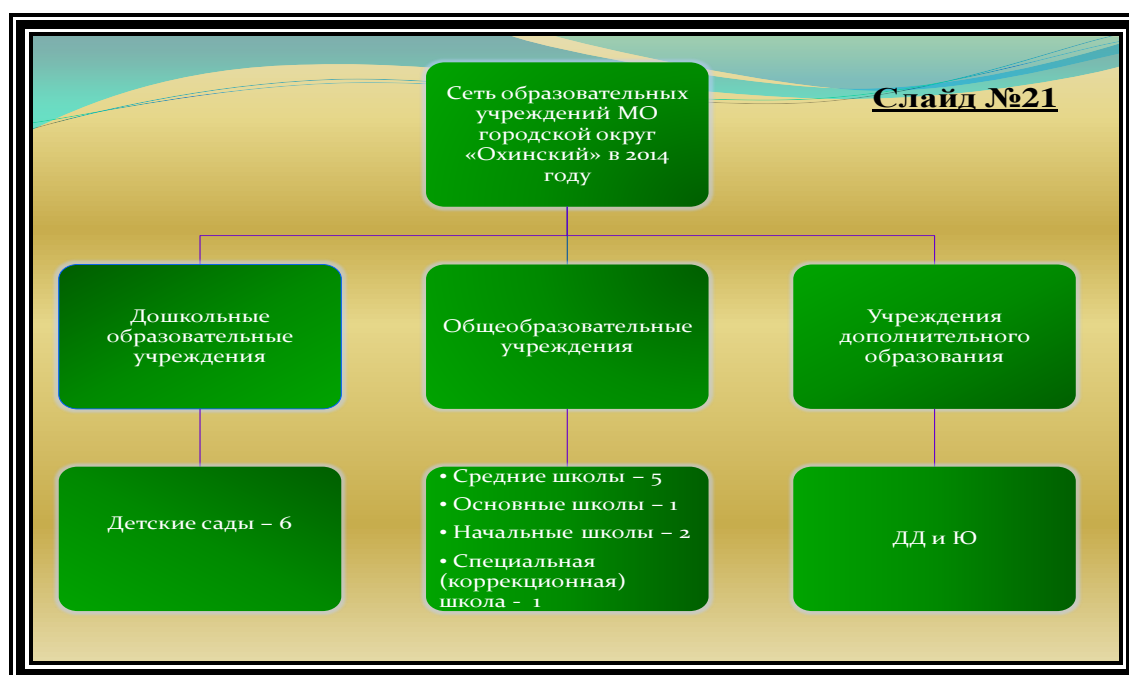 Слайд №21
Сеть образовательных
учреждений МО
городской округ
«Охинский» в 2014
году
Дошкольные
образовательные
учреждения
Общеобразовательные
учреждения
Учреждения
дополнительного
образования
Детские сады – 6
• Средние школы – 5
• Основные школы – 1
• Начальные школы – 2
• Специальная
(коррекционная)
школа - 1
ДД и Ю